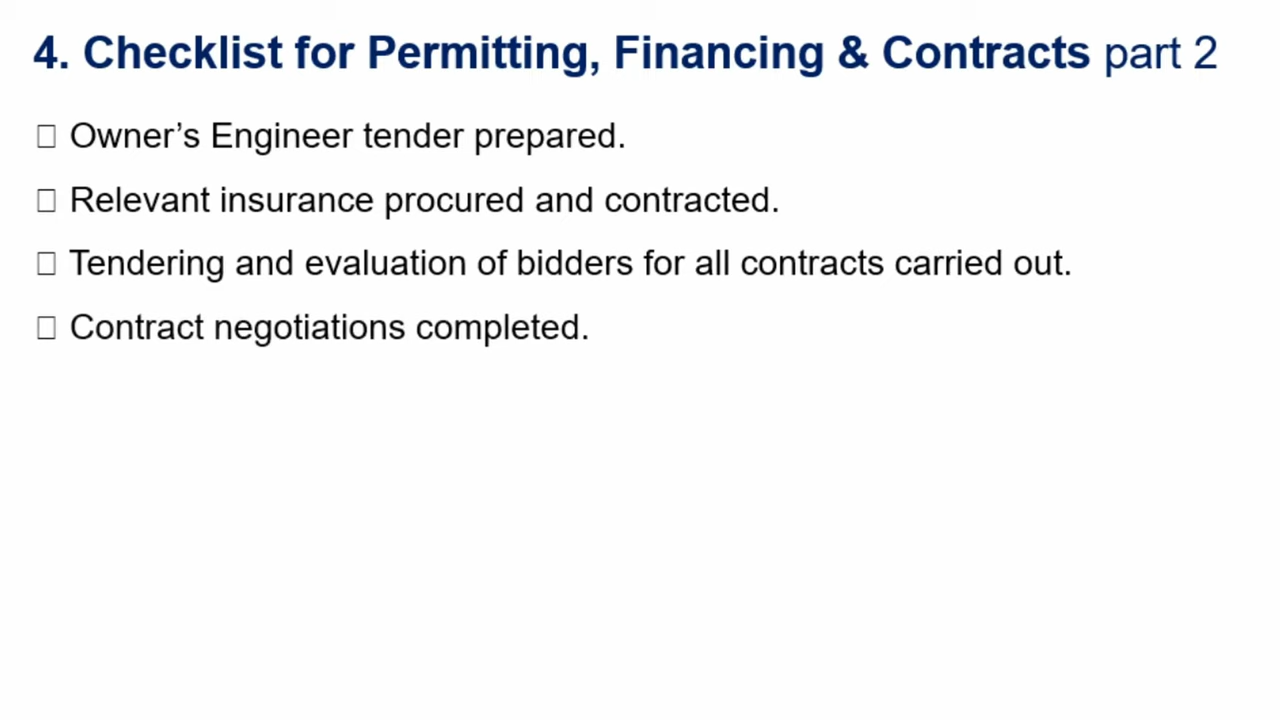 4. Checklist for Permitting, Financing & Contracts part 2
☐ Owner’s Engineer tender prepared.
☐ Relevant insurance procured and contracted.
☐ Tendering and evaluation of bidders for all contracts carried out.
☐ Contract negotiations completed.